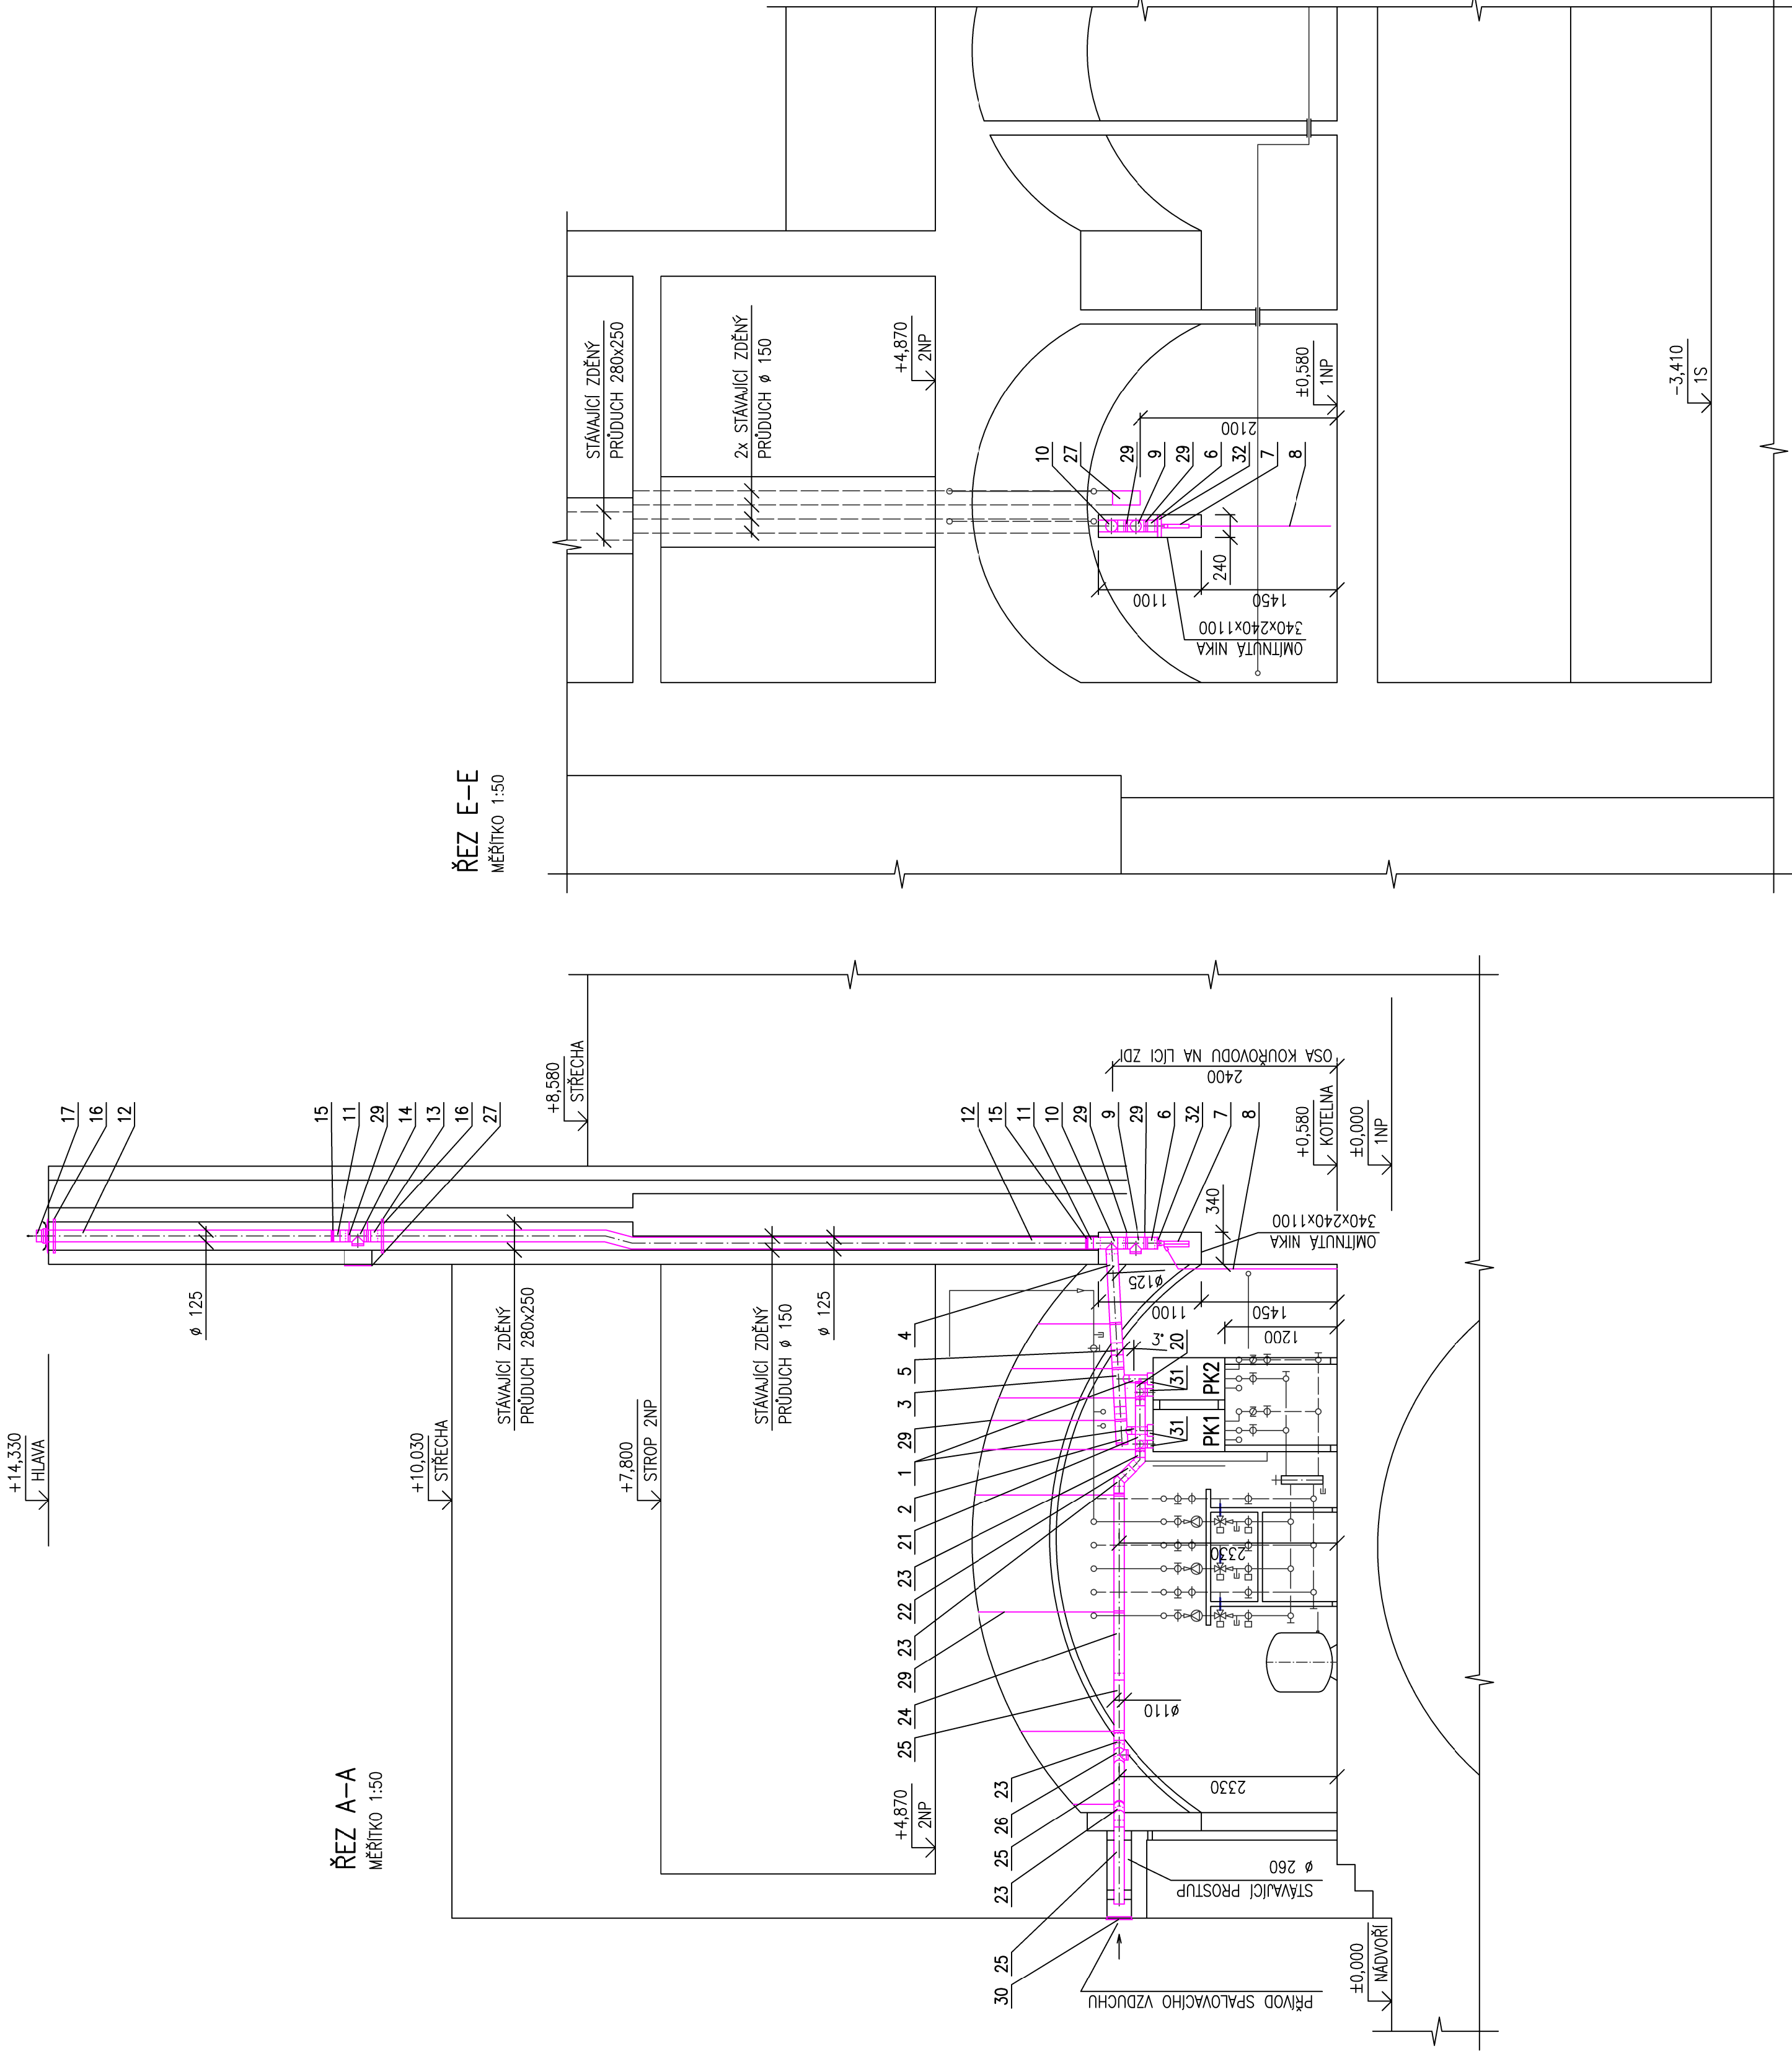 ŘEZ A–A
MĚŘÍTKO 1:50
+14,330
HLAVA
+10,030
STŘECHA
+7,800
STROP 2NP
+4,870
2NP
+8,580
STŘECHA
17
16
12
15
11
29
14
13
16
27
ø 125
STÁVAJÍCÍ ZDĚNÝ
PRŮDUCH 280x250
STÁVAJÍCÍ ZDĚNÝ
PRŮDUCH ø 150
ø 125
12
15
11
10
29
9
29
6
32
7
8
4
5
3
29
1
2
21
23
22
23
29
24
25
23
26
25
23
25
30
OSA KOUŘOVODU NA LÍCI ZDI
2400
+0,580
KOTELNA
±0,000
1NP
340
OMÍTNUTÁ NIKA
340x240x1100
ø125
1100
1450
1200
3°
20
31
31
PK1
PK2
2330
ø110
2330
STÁVAJÍCÍ PROSTUP
ø 260
PŘÍVOD SPALOVACÍHO VZDUCHU
±0,000
NÁDVOŘÍ
ŘEZ E–E
MĚŘÍTKO 1:50
STÁVAJÍCÍ ZDĚNÝ
PRŮDUCH 280x250
2x STÁVAJÍCÍ ZDĚNÝ
PRŮDUCH ø 150
+4,870
2NP
10
27
29
9
29
6
32
7
8
2100
±0,580
1NP
240
1100
1450
OMÍTNUTÁ NIKA
340x240x1100
-3,410
1S